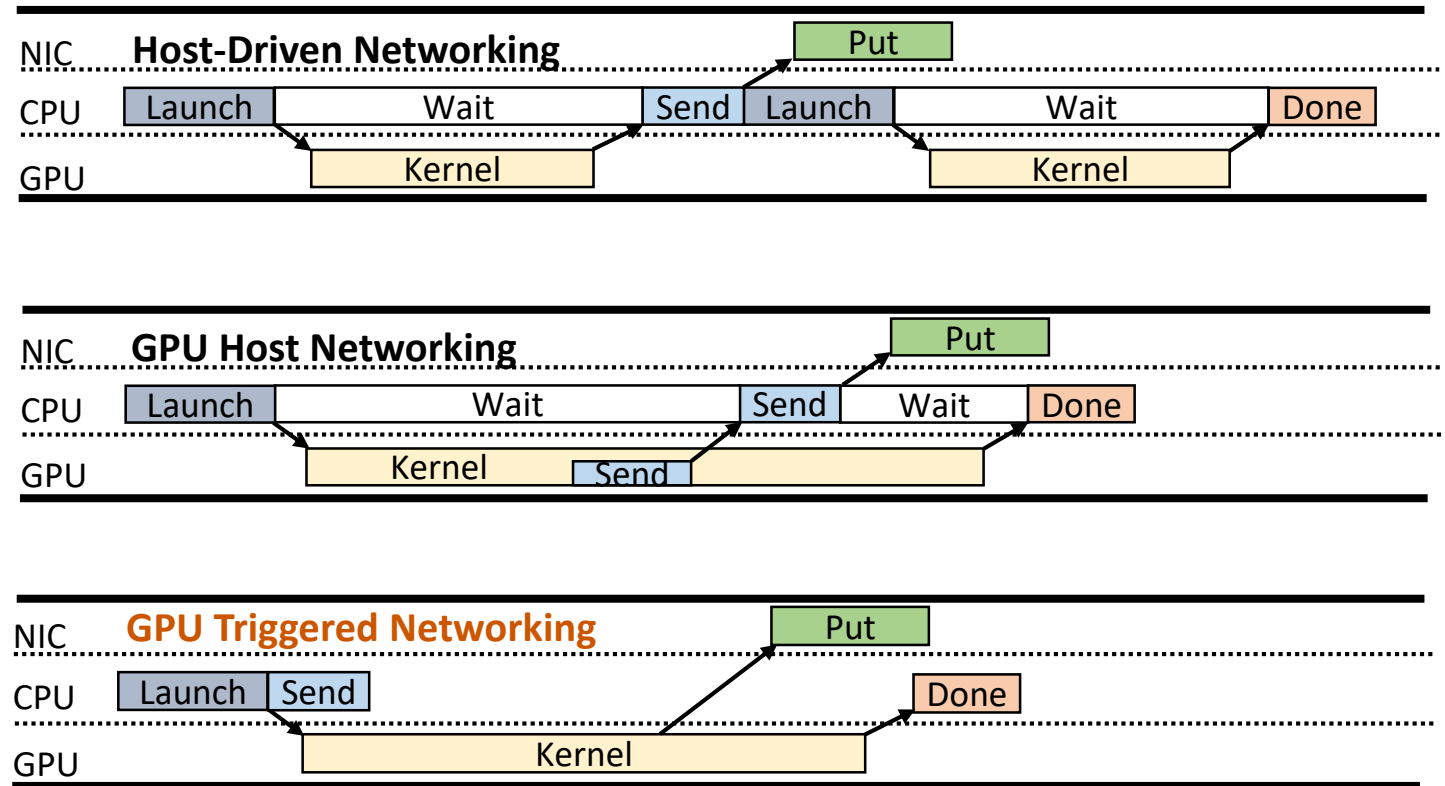 NIC Host-Driven Networking Put
CPU Launch Wait Send Launch Wait Done
GPU Kernel Kernel
NIC GPU Host Networking Put
CPU Launch Wait Send Wait Done
GPU Kernel Send
NIC GPU Triggered Networking Put
CPU Launch Send Done
GPU Kernel